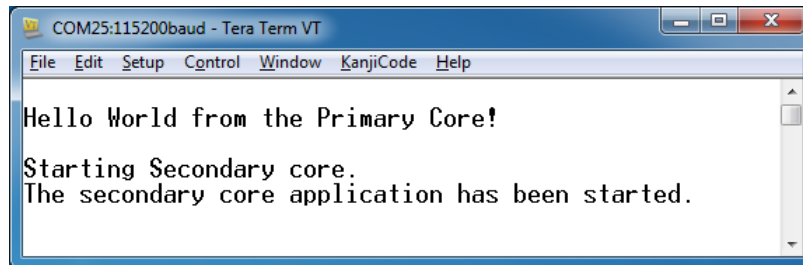 COM25:115200baud - Tera Term VT
File Edit Setup Control Window KanjiCode Help
Hello World from the Primary Core!
Starting Secondary core.
The secondary core application has been started.